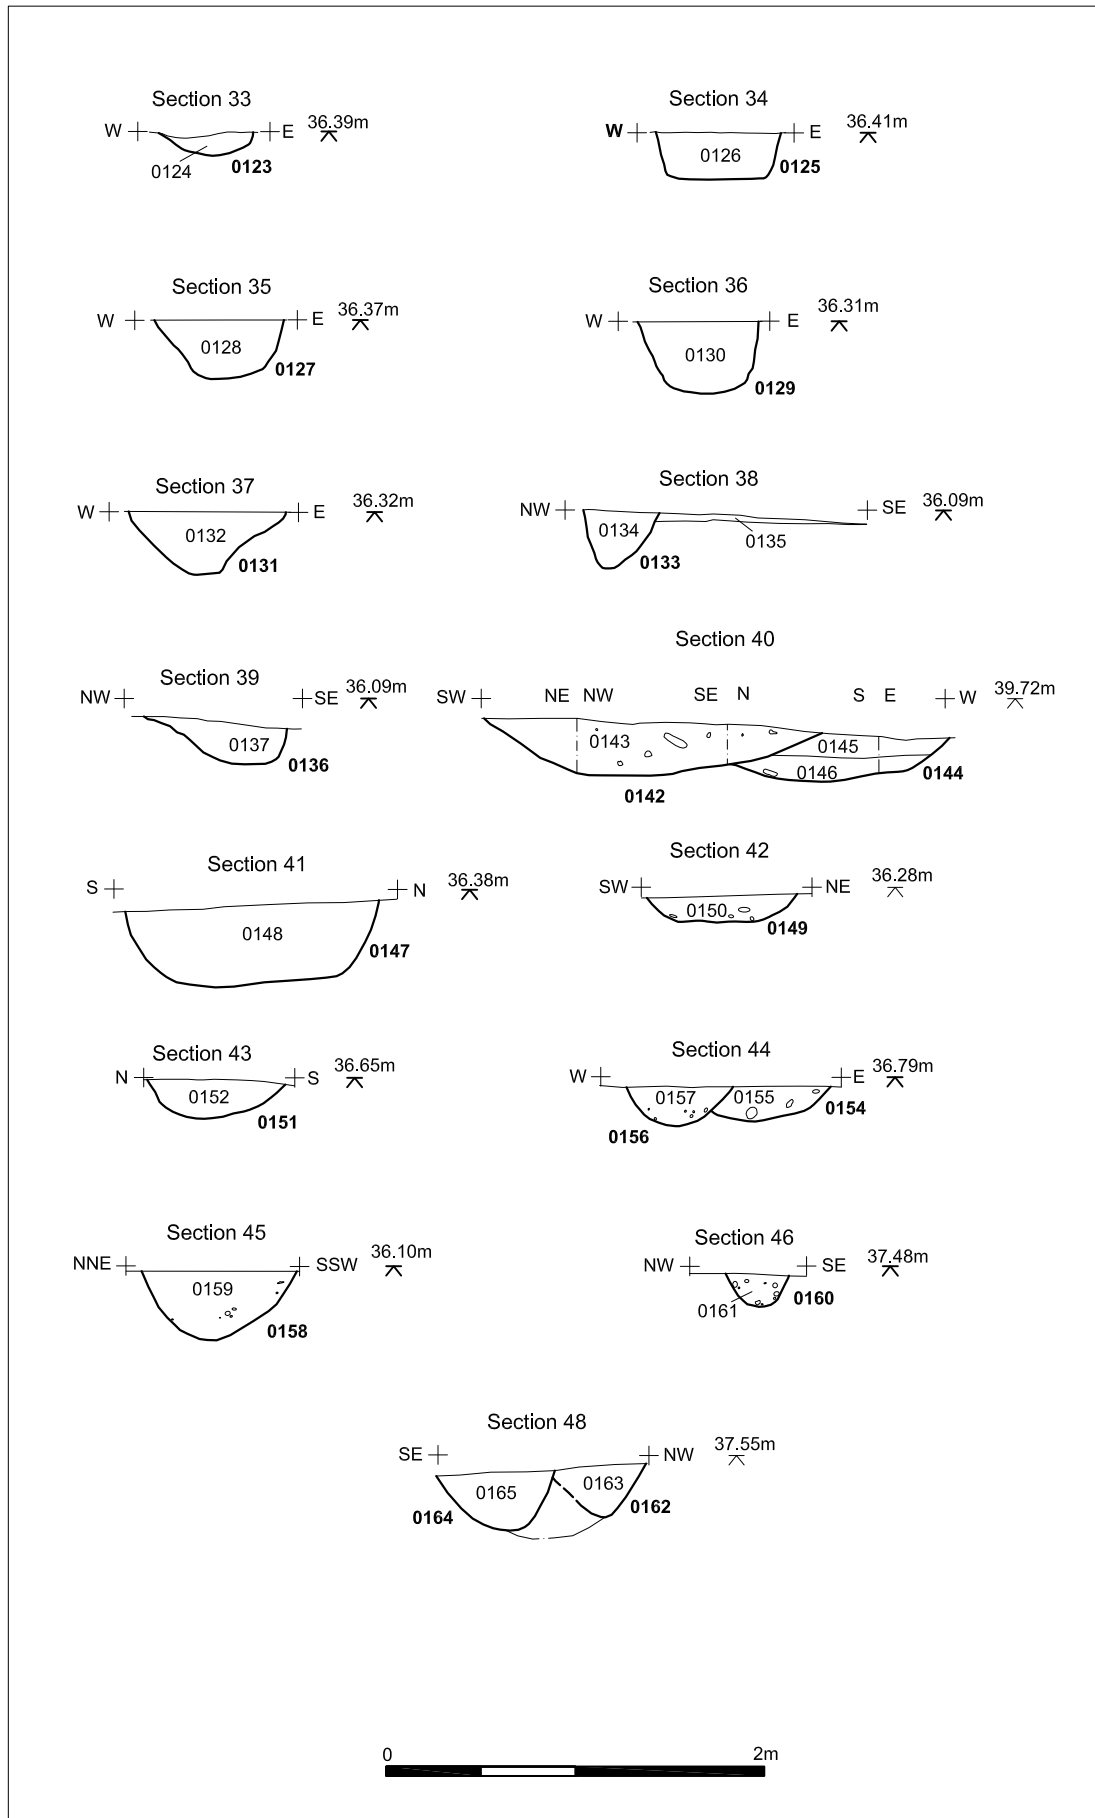 Section 33
W E 36.39m
0124 0123
Section 34
W E 36.41m
0126
0125
Section 35
W E 36.37m
0128
0127
Section 36
W E 36.31m
0130
0129
Section 37
W E 36.32m
0132
0131
Section 38
NW SE 36.09m
0134
0135
0133
Section 39
NW SE 36.09m
0137
0136
Section 40
SW NE NW SE N S E W 39.72m
0143 0145
0146 0144
0142
Section 41
S N 36.38m
0148
0147
Section 42
SW NE 36.28m
0150
0149
Section 43
N S 36.65m
0152
0151
Section 44
W E 36.79m
0157 0155
0154
0156
Section 45
NNE SSW 36.10m
0159
0158
Section 46
NW SE 37.48m
0161 0160
Section 48
SE NW 37.55m
0165 0163
0164 0162
0 2m